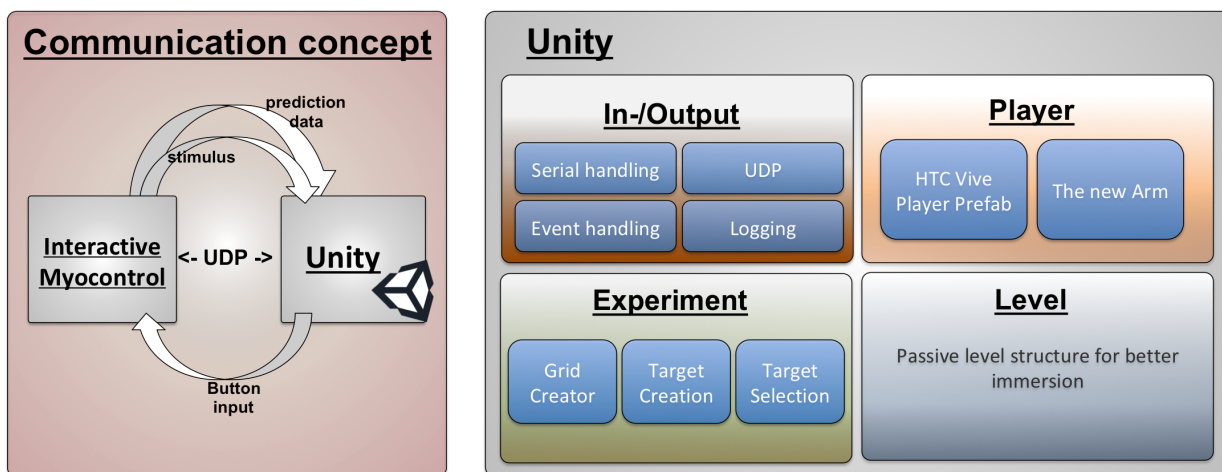 Communication concept
prediction
data
stimulus
Interactive
Myocontrol
<- UDP ->
Unity
Button
input
Unity
In-/Output
Serial handling
UDP
Event handling
Logging
Player
HTC Vive
Player Prefab
The new Arm
Experiment
Grid
Creator
Target
Creation
Target
Selection
Level
Passive level structure for better
immersion